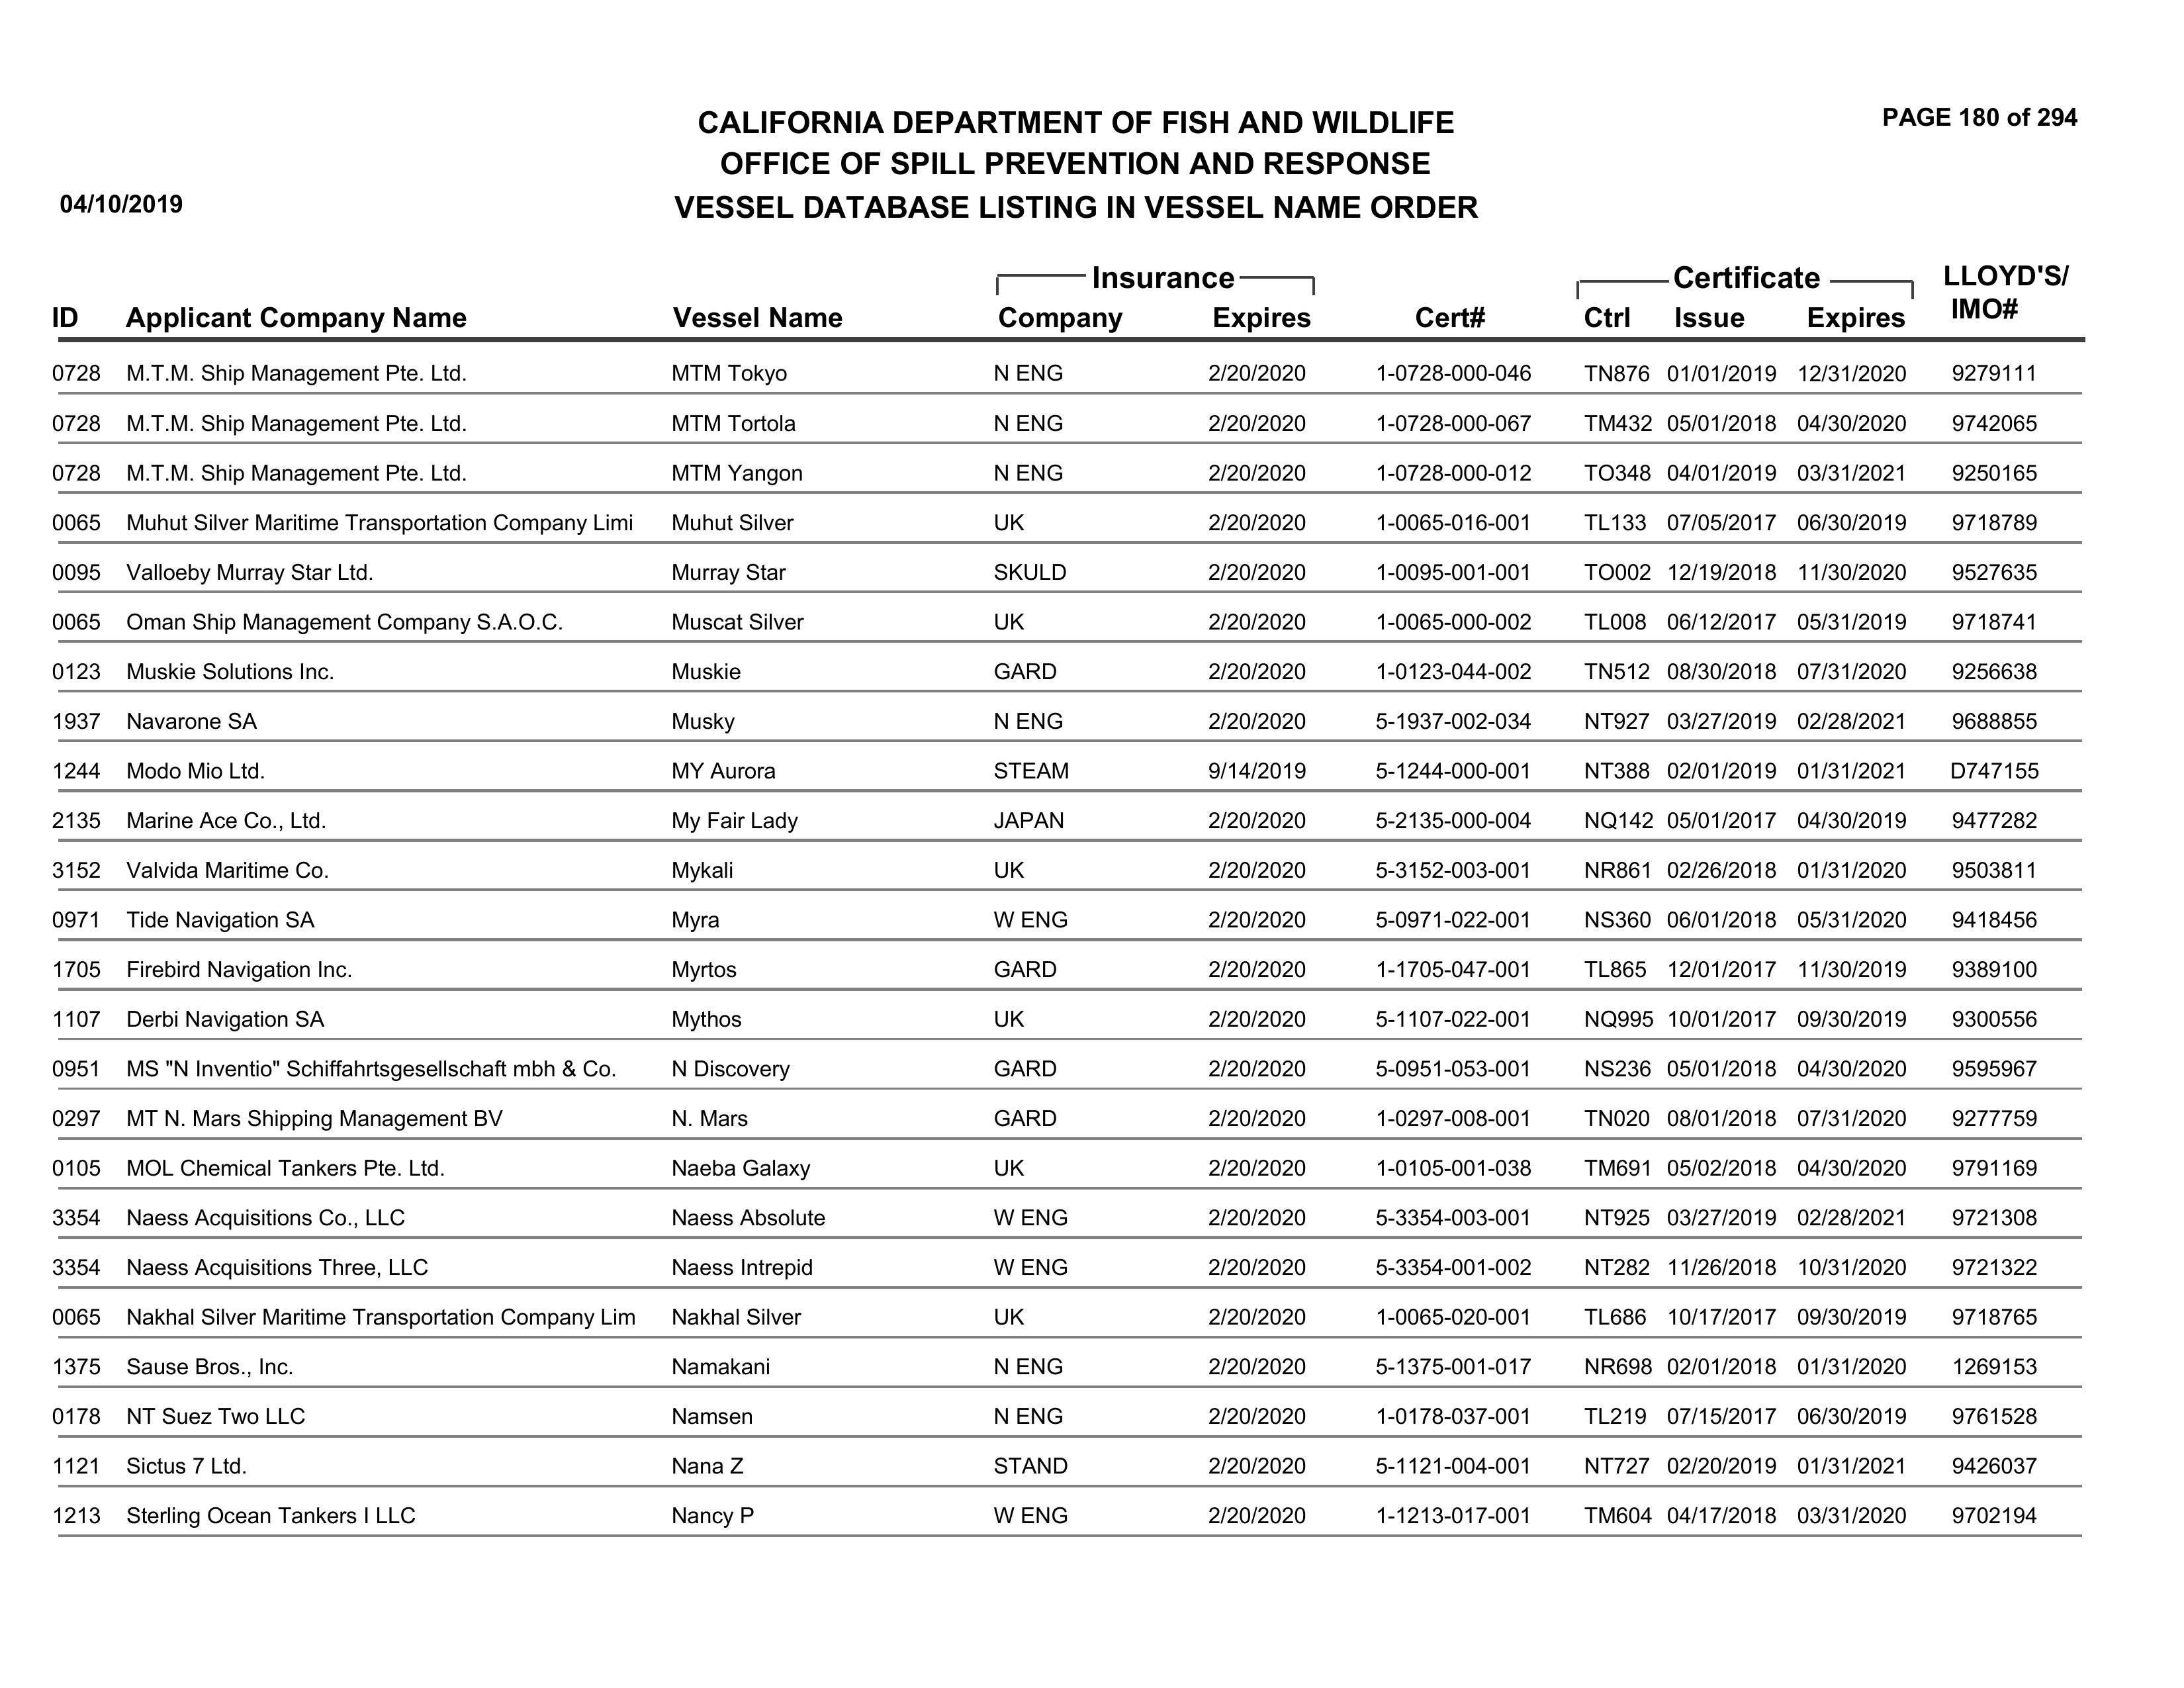 PAGE 180 of 294
CALIFORNIA DEPARTMENT OF FISH AND WILDLIFE
OFFICE OF SPILL PREVENTION AND RESPONSE
04/10/2019 VESSEL DATABASE LISTING IN VESSEL NAME ORDER
Insurance Certificate LLOYD'S/
ID Applicant Company Name Vessel Name Company Expires Cert# Ctrl Issue Expires IMO#
0728 M.T.M. Ship Management Pte. Ltd. MTM Tokyo N ENG 2/20/2020 1-0728-000-046 TN876 01/01/2019 12/31/2020 9279111
0728 M.T.M. Ship Management Pte. Ltd. MTM Tortola N ENG 2/20/2020 1-0728-000-067 TM432 05/01/2018 04/30/2020 9742065
0728 M.T.M. Ship Management Pte. Ltd. MTM Yangon N ENG 2/20/2020 1-0728-000-012 TO348 04/01/2019 03/31/2021 9250165
0065 Muhut Silver Maritime Transportation Company Limi Muhut Silver UK 2/20/2020 1-0065-016-001 TL133 07/05/2017 06/30/2019 9718789
0095 Valloeby Murray Star Ltd. Murray Star SKULD 2/20/2020 1-0095-001-001 TO002 12/19/2018 11/30/2020 9527635
0065 Oman Ship Management Company S.A.O.C. Muscat Silver UK 2/20/2020 1-0065-000-002 TL008 06/12/2017 05/31/2019 9718741
0123 Muskie Solutions Inc. Muskie GARD 2/20/2020 1-0123-044-002 TN512 08/30/2018 07/31/2020 9256638
1937 Navarone SA Musky N ENG 2/20/2020 5-1937-002-034 NT927 03/27/2019 02/28/2021 9688855
1244 Modo Mio Ltd. MY Aurora STEAM 9/14/2019 5-1244-000-001 NT388 02/01/2019 01/31/2021 D747155
2135 Marine Ace Co., Ltd. My Fair Lady JAPAN 2/20/2020 5-2135-000-004 NQ142 05/01/2017 04/30/2019 9477282
3152 Valvida Maritime Co. Mykali UK 2/20/2020 5-3152-003-001 NR861 02/26/2018 01/31/2020 9503811
0971 Tide Navigation SA Myra W ENG 2/20/2020 5-0971-022-001 NS360 06/01/2018 05/31/2020 9418456
1705 Firebird Navigation Inc. Myrtos GARD 2/20/2020 1-1705-047-001 TL865 12/01/2017 11/30/2019 9389100
1107 Derbi Navigation SA Mythos UK 2/20/2020 5-1107-022-001 NQ995 10/01/2017 09/30/2019 9300556
0951 MS "N Inventio" Schiffahrtsgesellschaft mbh & Co. N Discovery GARD 2/20/2020 5-0951-053-001 NS236 05/01/2018 04/30/2020 9595967
0297 MT N. Mars Shipping Management BV N. Mars GARD 2/20/2020 1-0297-008-001 TN020 08/01/2018 07/31/2020 9277759
0105 MOL Chemical Tankers Pte. Ltd. Naeba Galaxy UK 2/20/2020 1-0105-001-038 TM691 05/02/2018 04/30/2020 9791169
3354 Naess Acquisitions Co., LLC Naess Absolute W ENG 2/20/2020 5-3354-003-001 NT925 03/27/2019 02/28/2021 9721308
3354 Naess Acquisitions Three, LLC Naess Intrepid W ENG 2/20/2020 5-3354-001-002 NT282 11/26/2018 10/31/2020 9721322
0065 Nakhal Silver Maritime Transportation Company Lim Nakhal Silver UK 2/20/2020 1-0065-020-001 TL686 10/17/2017 09/30/2019 9718765
1375 Sause Bros., Inc. Namakani N ENG 2/20/2020 5-1375-001-017 NR698 02/01/2018 01/31/2020 1269153
0178 NT Suez Two LLC Namsen N ENG 2/20/2020 1-0178-037-001 TL219 07/15/2017 06/30/2019 9761528
1121 Sictus 7 Ltd. Nana Z STAND 2/20/2020 5-1121-004-001 NT727 02/20/2019 01/31/2021 9426037
1213 Sterling Ocean Tankers I LLC Nancy P W ENG 2/20/2020 1-1213-017-001 TM604 04/17/2018 03/31/2020 9702194